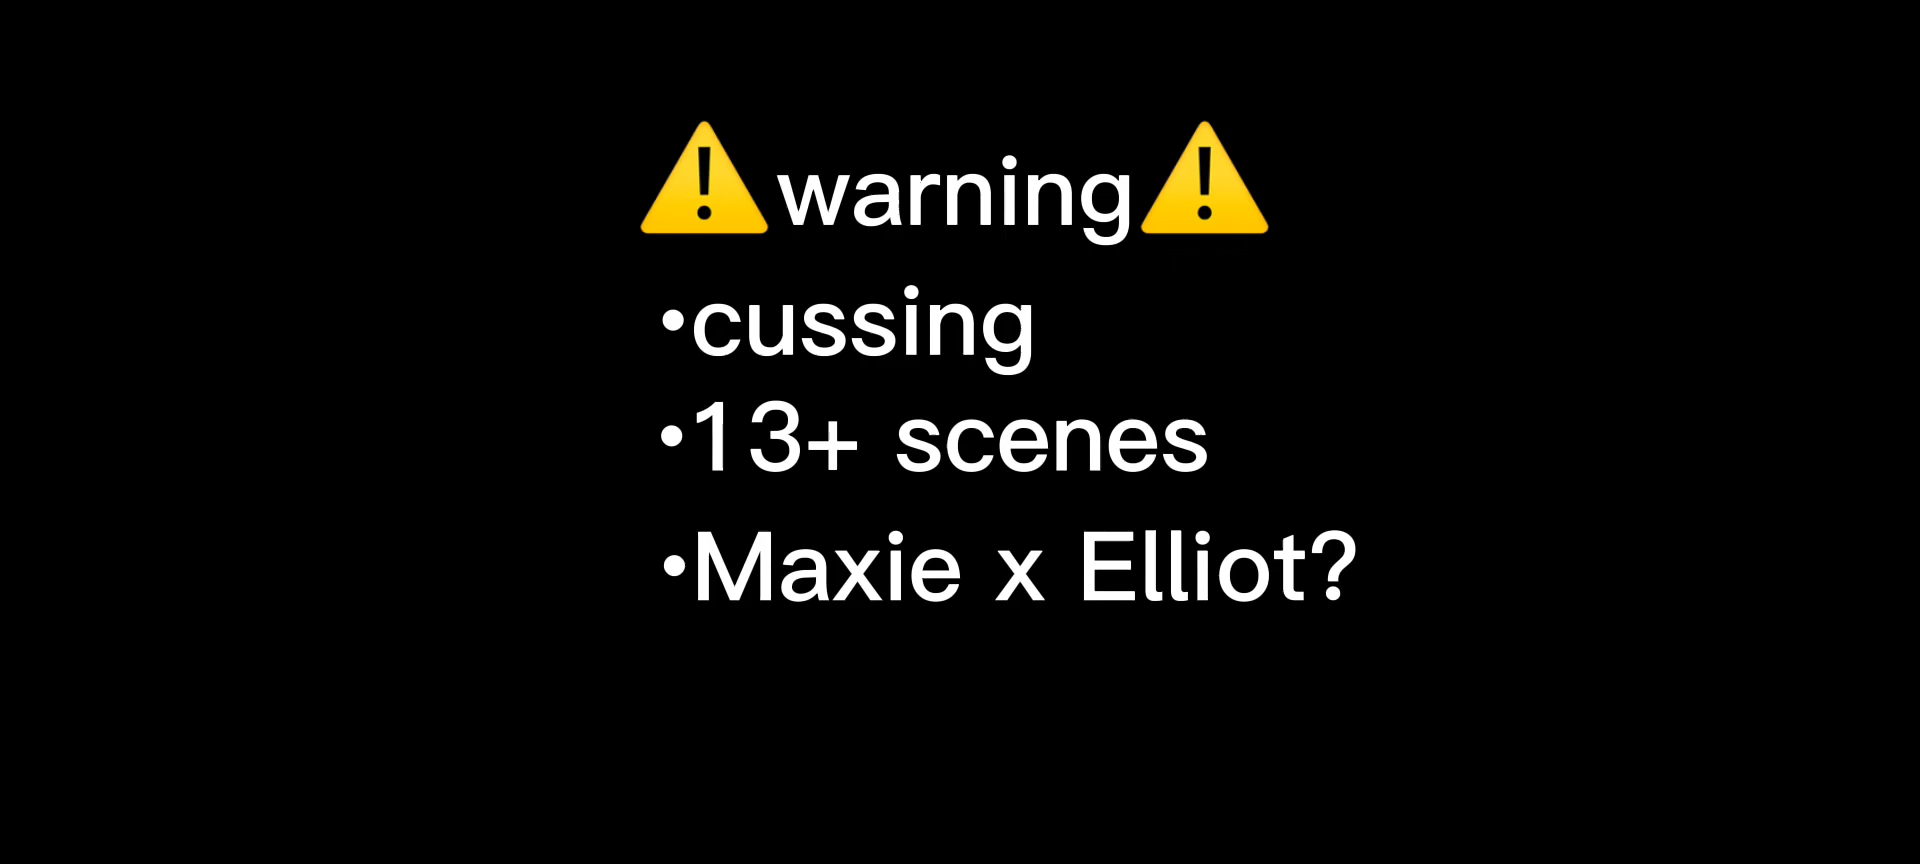 ⚠️warning⚠️
•cussing
•13+ scenes
•Maxie x Elliot?